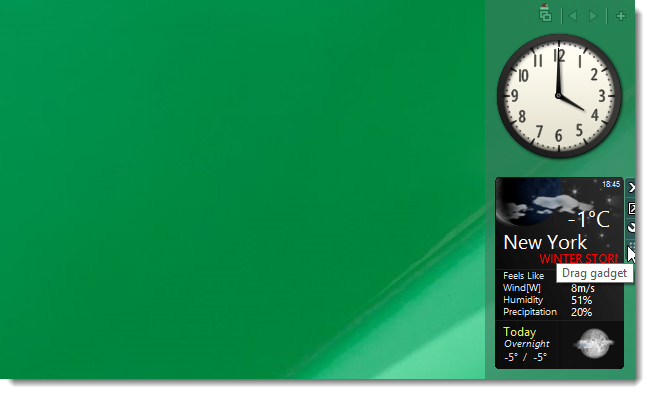 12
1
2
3
4
5
6
7
8
9
10
11
18:45
-1°C
New York
WINTER STORM
Feels Like
Wind[W] 8m/s
Humidity 51%
Precipitation 20%
Drag gadget
Today
Overnight
-5° / -5°